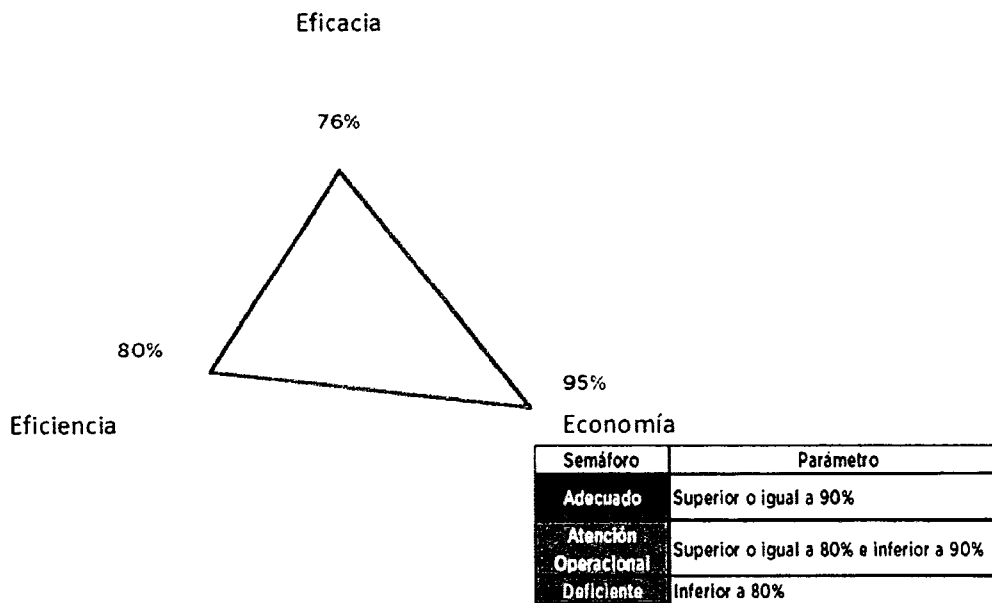 Eficacia
76%
80%
95%
Eficiencia
Economía
Semáforo Parámetro
Adecuado Superior o igual a 90%
Atención
Operacional Superior o igual a 80% e inferior a 90%
Deficiente Inferior a 80%